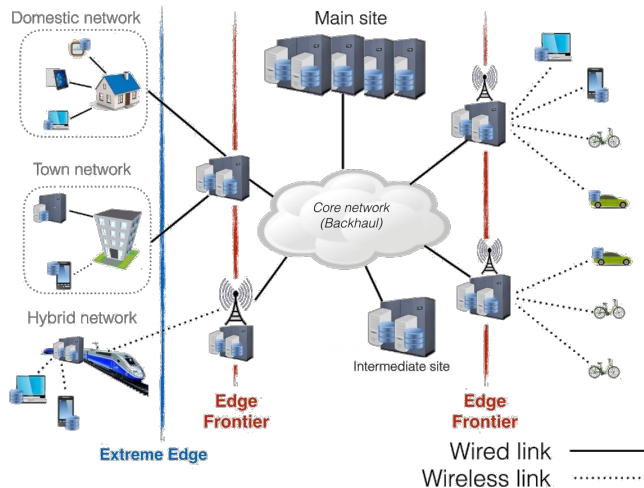 Domestic network
Main site
Town network
Core network
(Backhaul)
Hybrid network
Intermediate site
Edge
Frontier
Edge
Frontier
Extreme Edge
Wired link
Wireless link